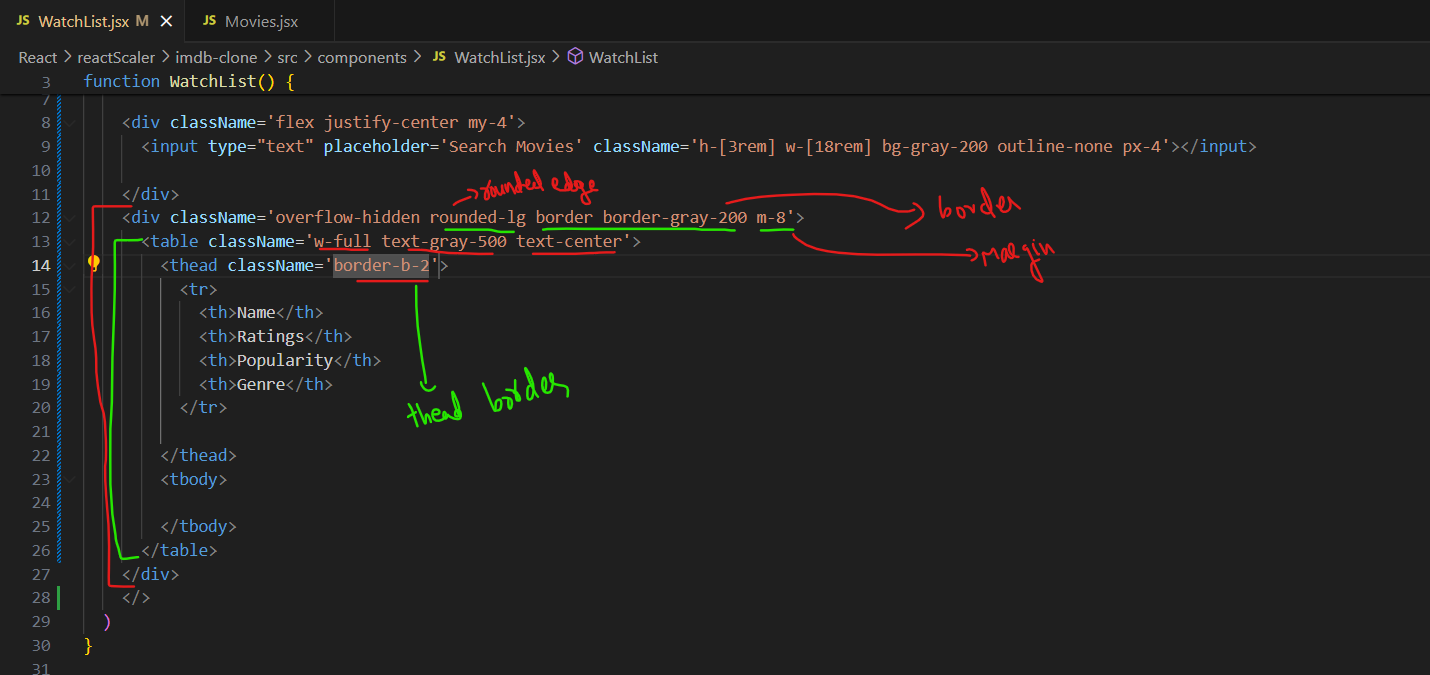 JS WatchList.jsx M ✕ JS Movies.jsx
React > reactScaler > imdb-clone > src > components > JS WatchList.jsx > WatchList
3 function WatchList() {
7
8 <div className='flex justify-center my-4'>
9 <input type="text" placeholder='Search Movies' className='h-[3rem] w-[18rem] bg-gray-200 outline-none px-4'></input>
10
11 </div>
rounded edge
12 <div className='overflow-hidden rounded-lg border border-gray-200 m-8'>
border
13 <table className='w-full text-gray-500 text-center'>
margin
14 <thead className='border-b-2'>
15 <tr>
16 <th>Name</th>
17 <th>Ratings</th>
18 <th>Popularity</th>
19 <th>Genre</th>
20 </tr>
thead border
21
22 </thead>
23 <tbody>
24
25 </tbody>
26 </table>
27 </div>
28 </>
29 )
30 }
31